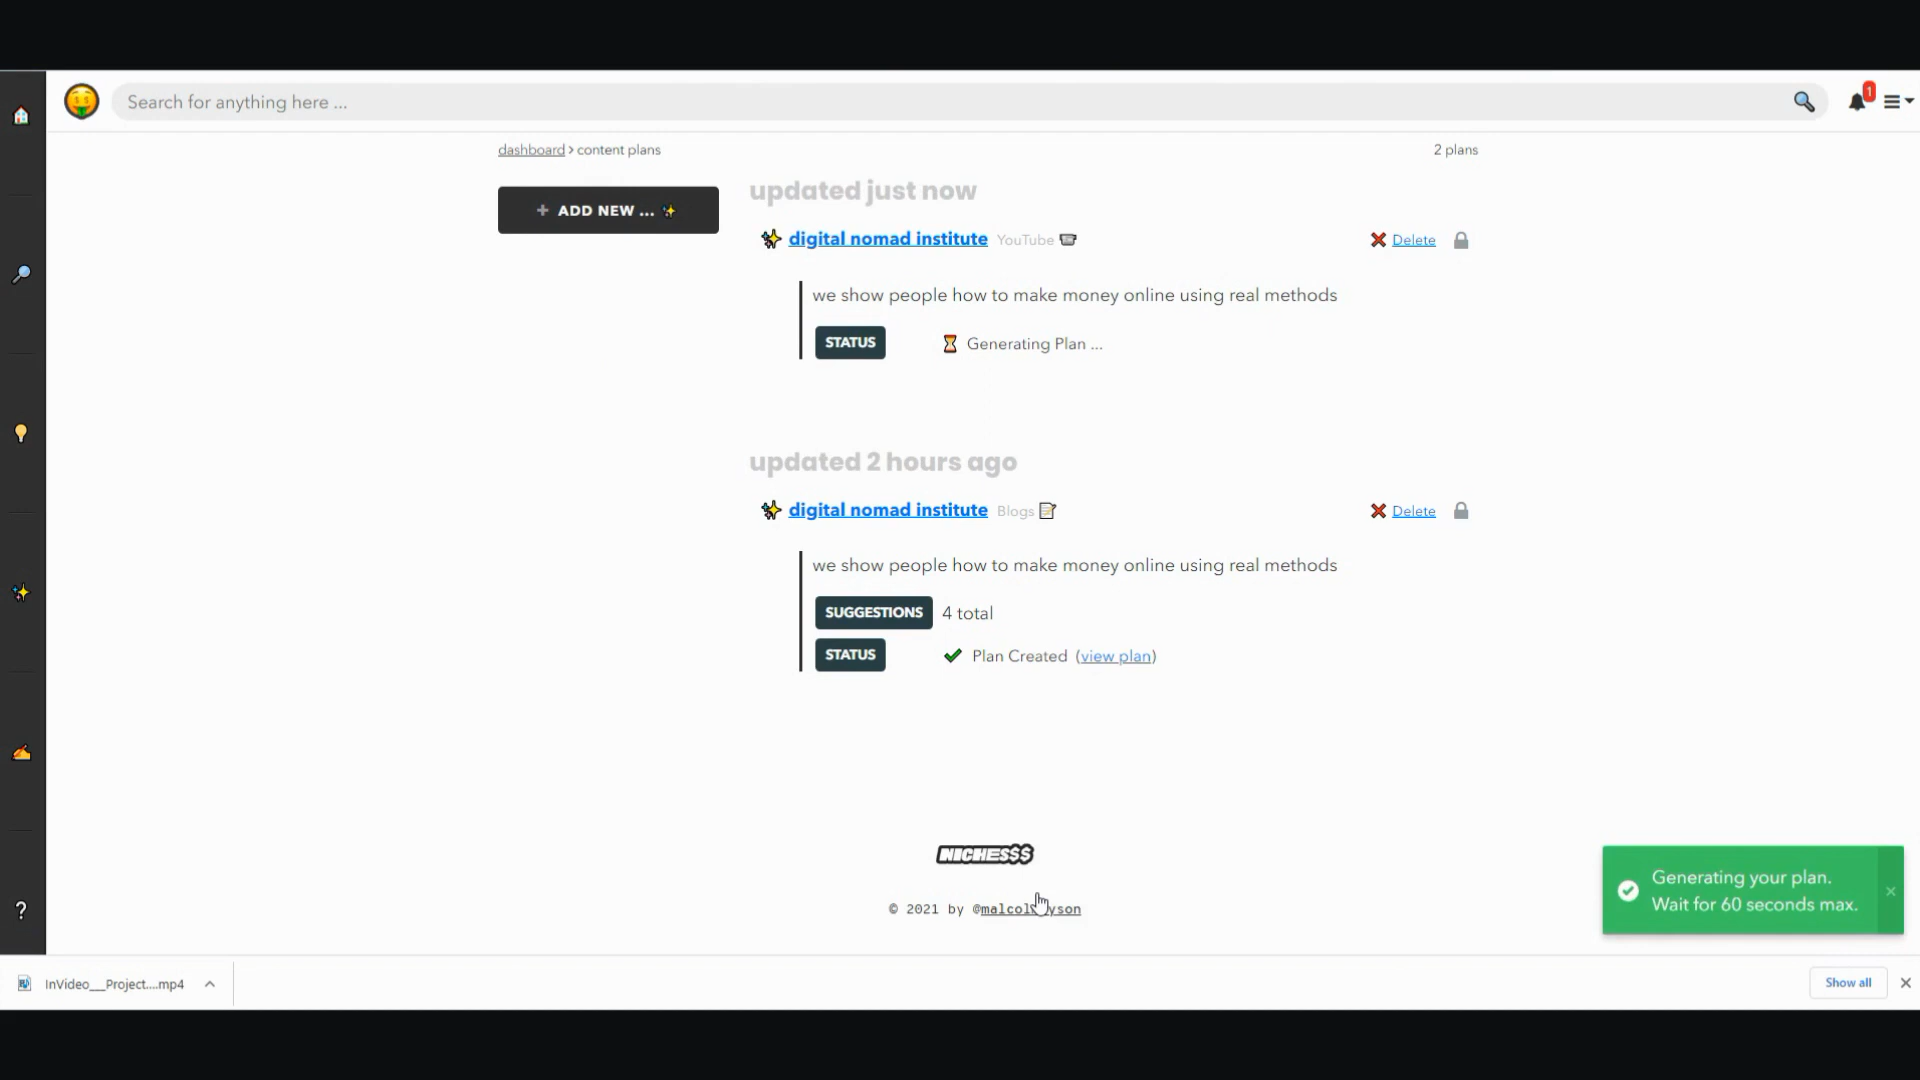 Search for anything here ...
1
dashboard › content plans
2 plans
+ ADD NEW ...
updated just now
digital nomad institute YouTube
Delete
we show people how to make money online using real methods
STATUS
Generating Plan ...
updated 2 hours ago
digital nomad institute Blogs
Delete
we show people how to make money online using real methods
SUGGESTIONS 4 total
STATUS
Plan Created (view plan)
NICHES$$
?
© 2021 by
Generating your plan.
Wait for 60 seconds max.
InVideo___Project....mp4
Show all